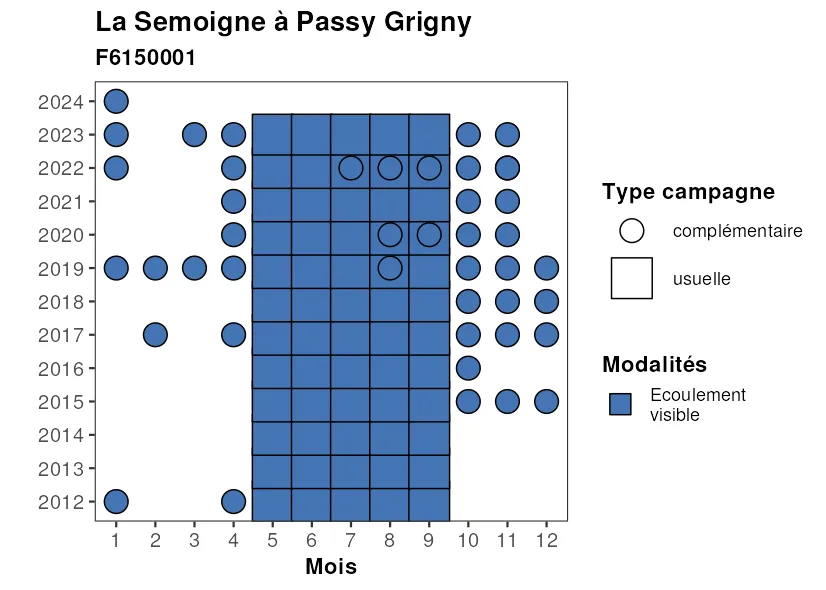 La Semoigne à Passy Grigny
F6150001
2024
2023
2022
2021
2020
2019
2018
2017
2016
2015
2014
2013
2012
1 2 3 4 5 6 7 8 9 10 11 12
Mois
Type campagne
complémentaire
usuelle
Modalités
Ecoulement
visible